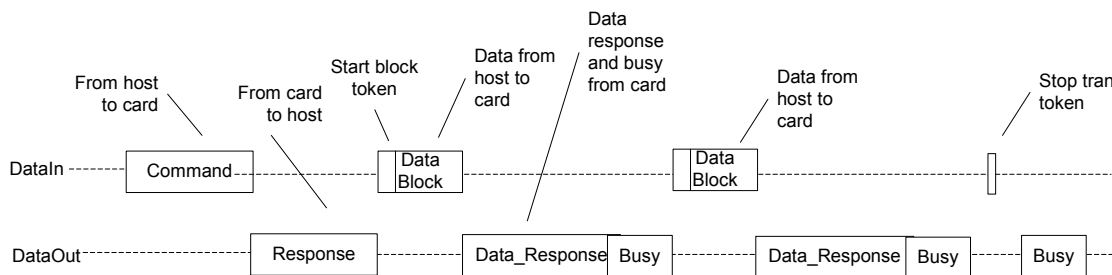 From host
to card
From card
to host
Start block
token
Data from
host to
card
Data
response
and busy
from card
Data from
host to
card
Stop tran
token
DataIn
Command
Data
Block
Data
Block
DataOut
Response
Data_Response
Busy
Data_Response
Busy
Busy